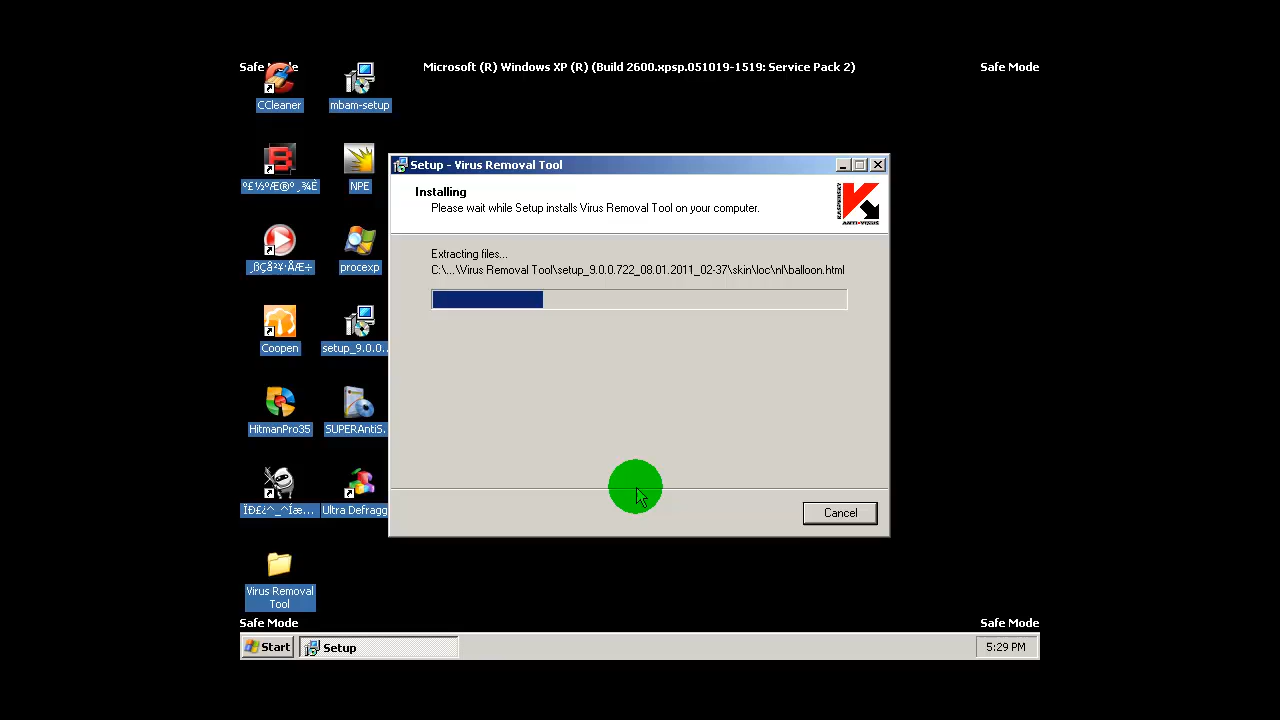 Safe Mode
Microsoft (R) Windows XP (R) (Build 2600.xpsp.051019-1519: Service Pack 2)
Safe Mode
CCleaner
mbam-setup
NPE
procexp
Coopen
setup_9.0.0...
HitmanPro35
SUPERAntiS...
Ultra Defragg
Virus Removal
Tool
Setup - Virus Removal Tool
Installing
Please wait while Setup installs Virus Removal Tool on your computer.
KASPERSKY
ANTI-VIRUS
Extracting files...
C:\...\Virus Removal Tool\setup_9.0.0.722_08.01.2011_02-37\skin\loc\nl\balloon.html
Cancel
Safe Mode
Safe Mode
Start
Setup
5:29 PM